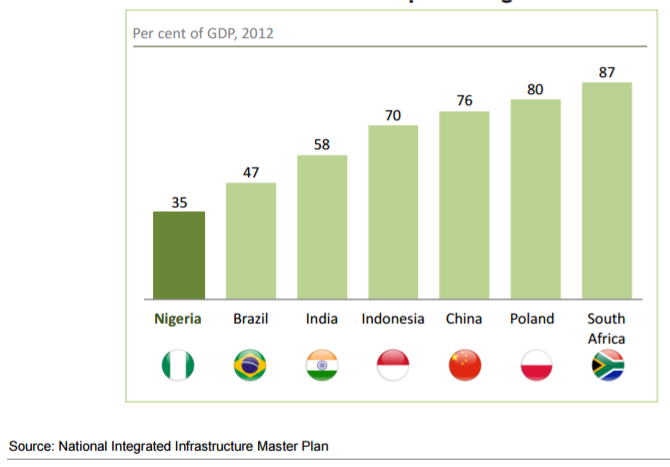 Per cent of GDP, 2012
87
80
76
70
58
47
35
Nigeria Brazil India Indonesia China Poland South Africa
Source: National Integrated Infrastructure Master Plan